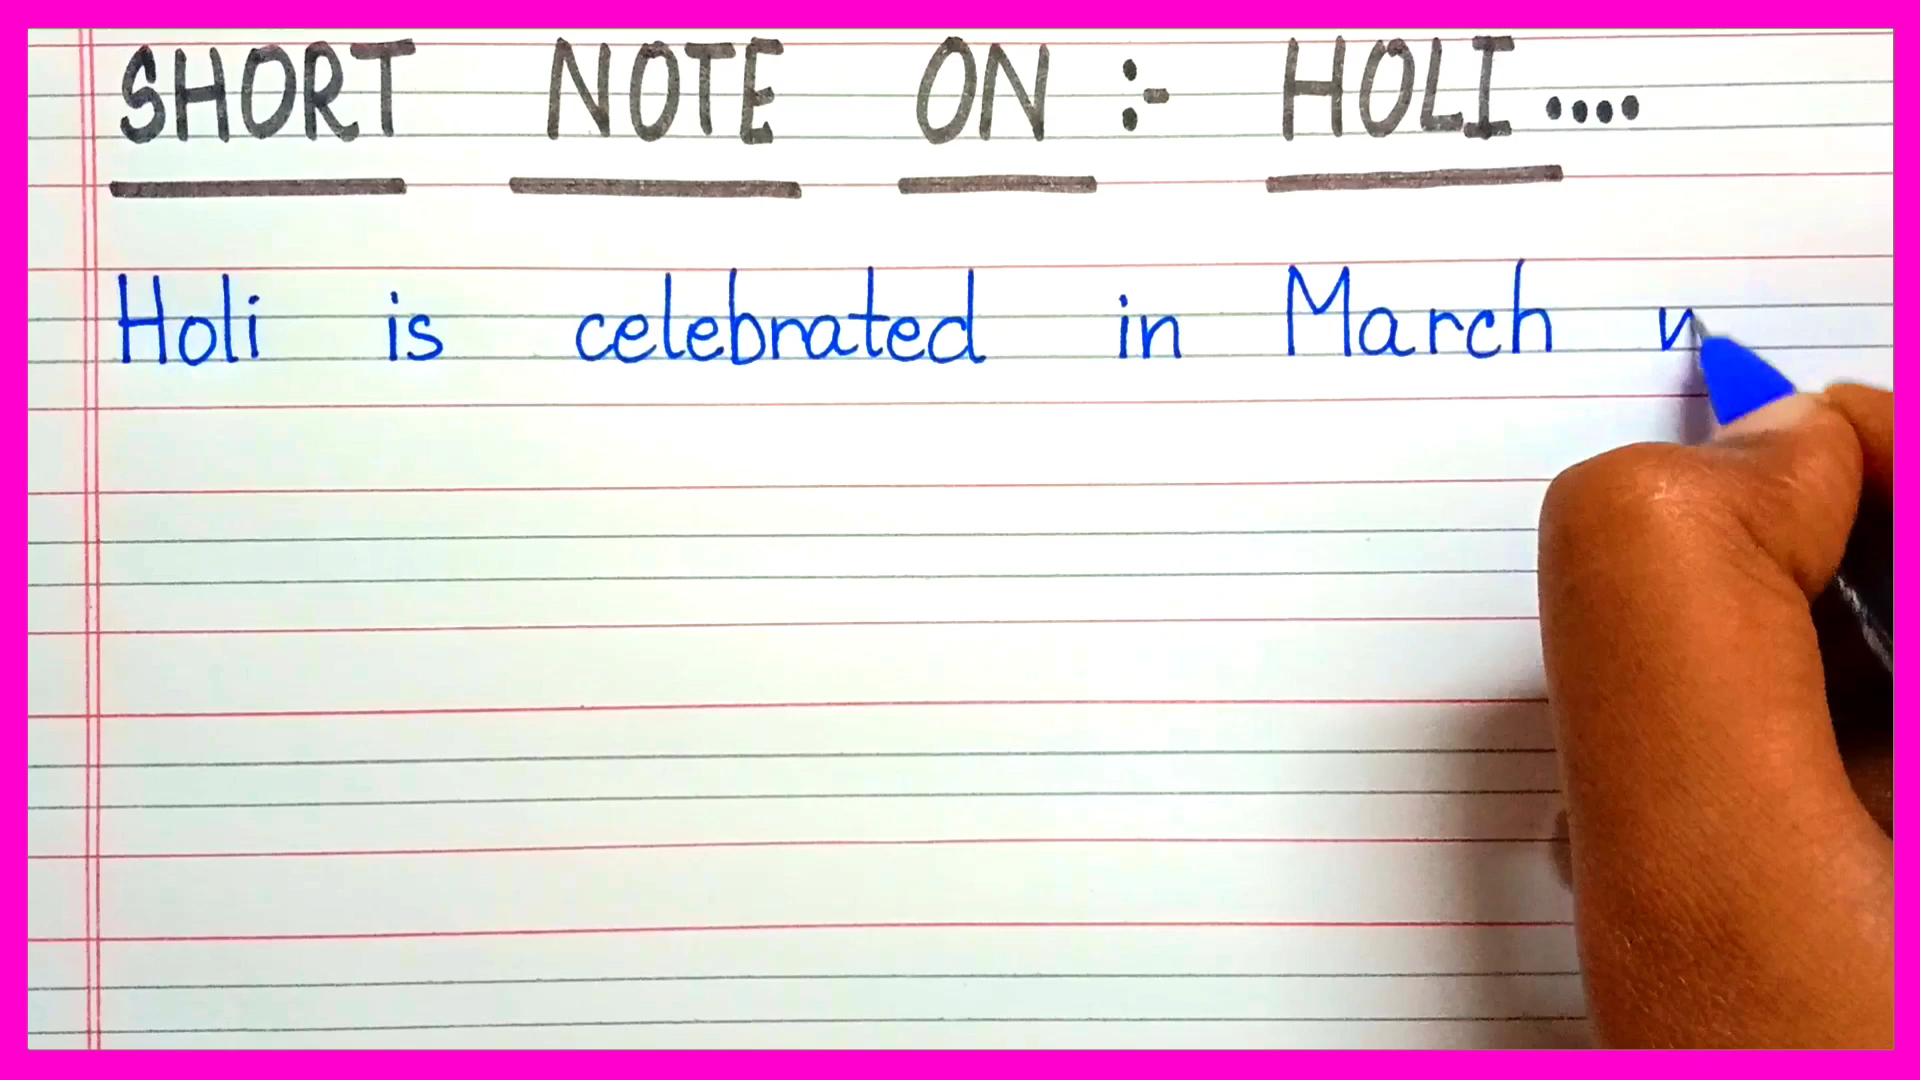 SHORT NOTE ON :- HOLI....
Holi is celebrated in March